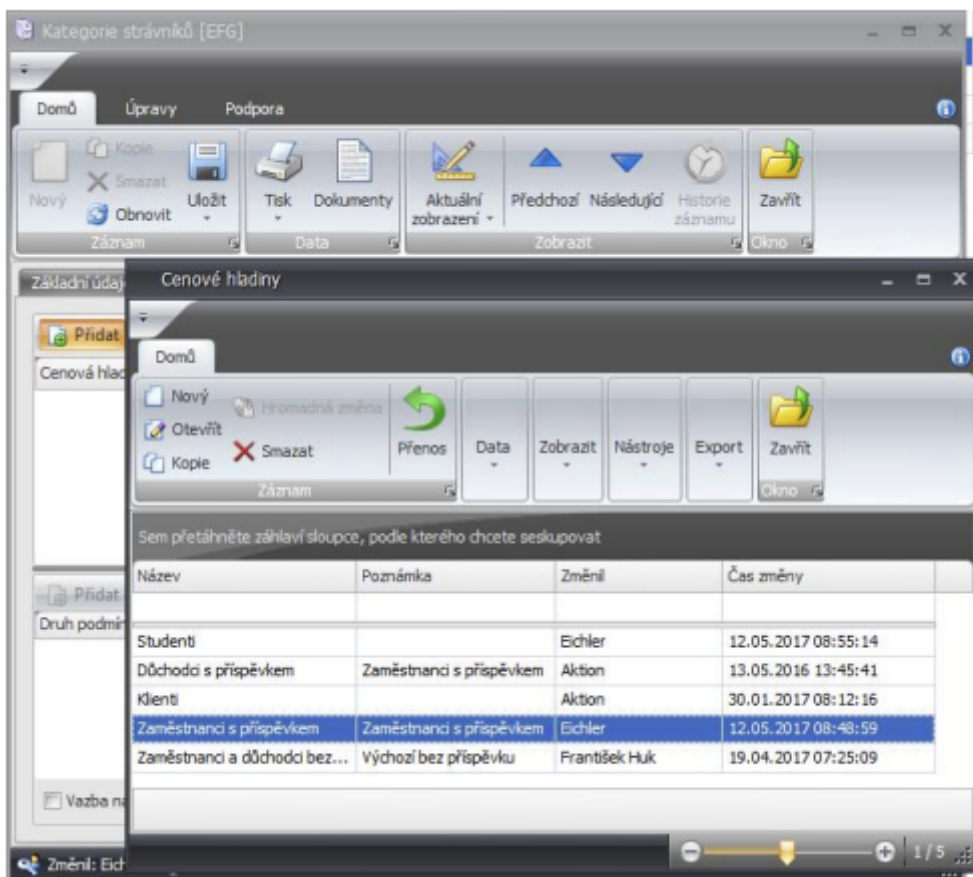 Kategorie strávníků [EFG]
Domů Úpravy Podpora
Nový Kopie Smazat Obnovit Uložit Tisk Dokumenty Aktuální zobrazení Předchozí Následující Historie záznamu Zavřít
Záznam Data Zobrazit Okno
Základní údaj
Přidat
Cenová hlad
Přidat
Druh podmín
Vazba na
Změnil: Eich
Cenové hladiny
Domů
Nový Otevřít Kopie Hromadná změna Smazat Přenos Data Zobrazit Nástroje Export Zavřít
Záznam Okno
Sem přetáhněte záhlaví sloupce, podle kterého chcete seskupovat
Název Poznámka Změnil Čas změny
Studenti Eichler 12.05.2017 08:55:14
Důchodci s příspěvkem Zaměstnanci s příspěvkem Aktion 13.05.2016 13:45:41
Klienti Aktion 30.01.2017 08:12:16
Zaměstnanci s příspěvkem Zaměstnanci s příspěvkem Eichler 12.05.2017 08:48:59
Zaměstnanci a důchodci bez... Výchozí bez příspěvku František Huk 19.04.2017 07:25:09
1 / 5